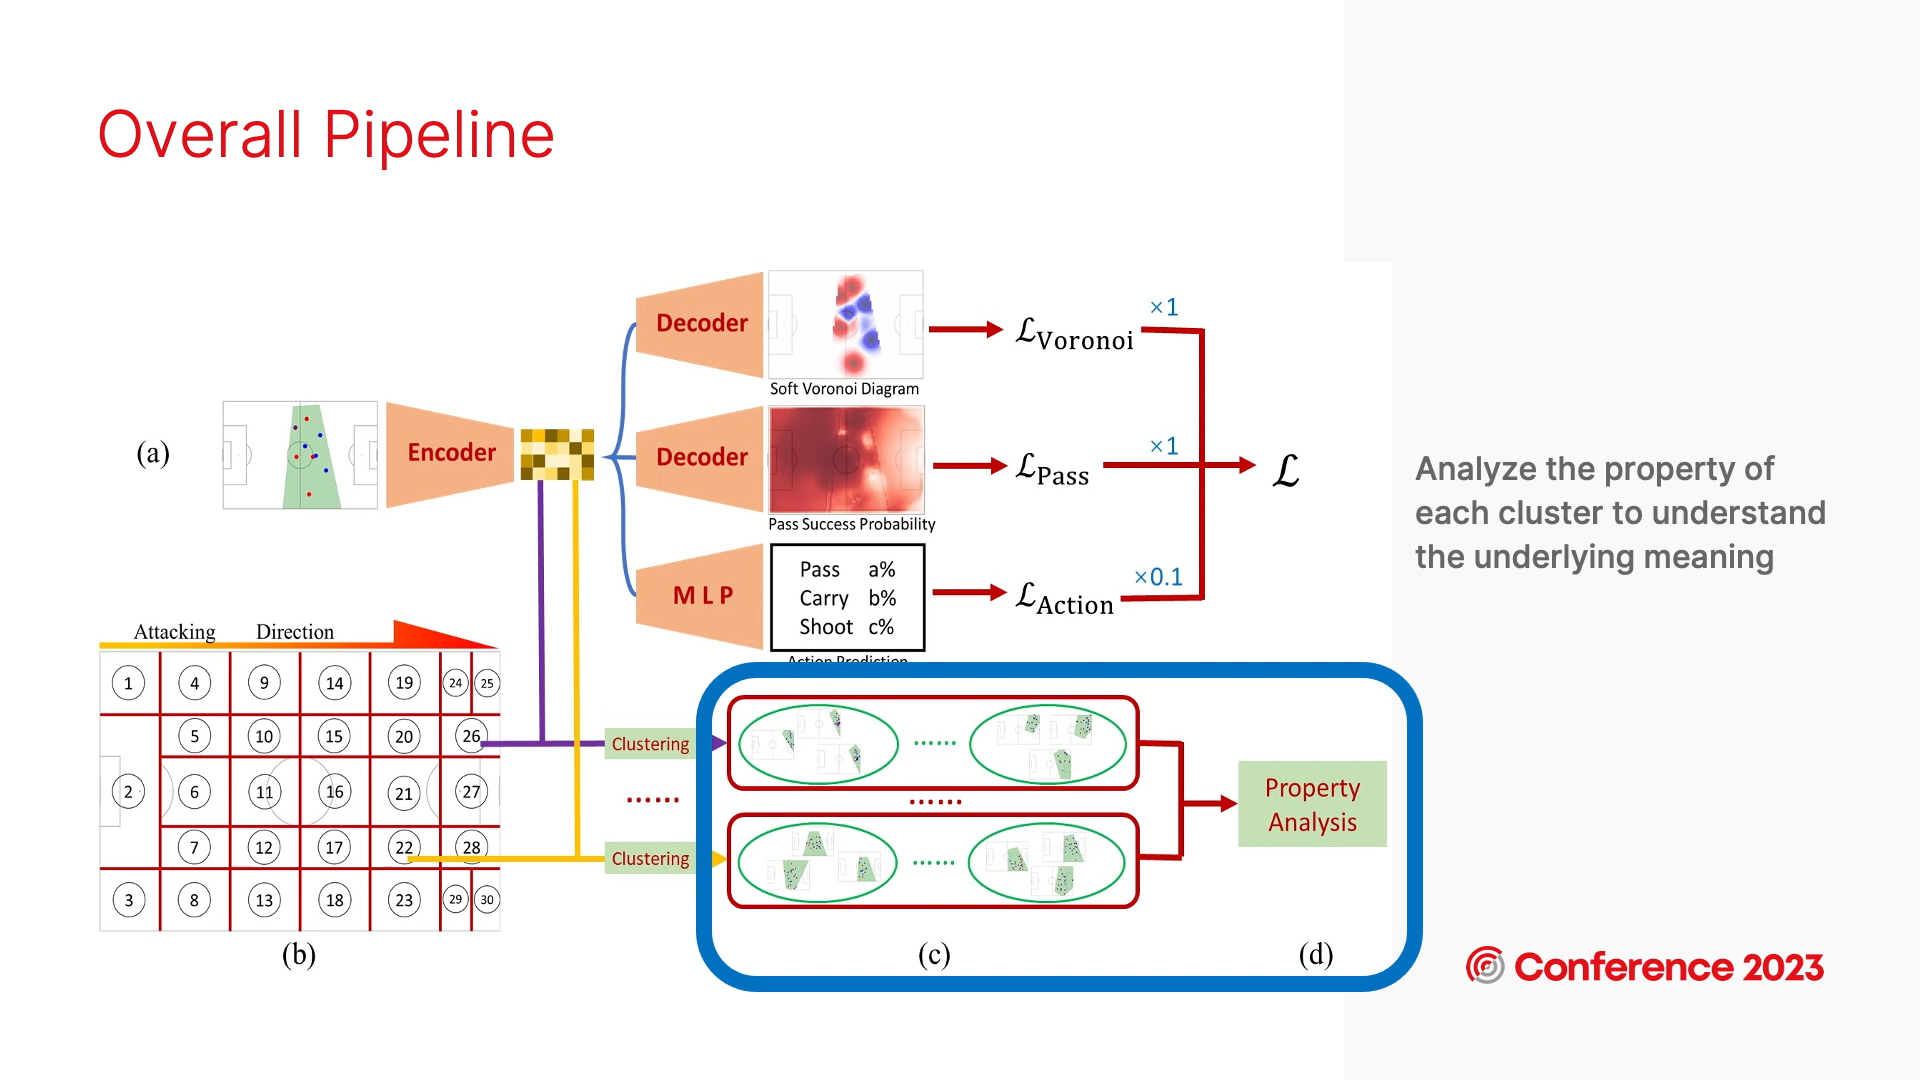 Overall Pipeline
(a)
Encoder
Decoder
Soft Voronoi Diagram
ℒVoronoi
×1
Decoder
Pass Success Probability
ℒPass
×1
ℒ
M L P
Pass a%
Carry b%
Shoot c%
Action Prediction
ℒAction
×0.1
Analyze the property of
each cluster to understand
the underlying meaning
Attacking Direction
1 4 9 14 19 24 25
5 10 15 20 26
2 6 11 16 21 27
7 12 17 22 28
3 8 13 18 23 29 30
(b)
Clustering
......
Clustering
......
......
......
......
(c)
Property
Analysis
(d)
Conference 2023